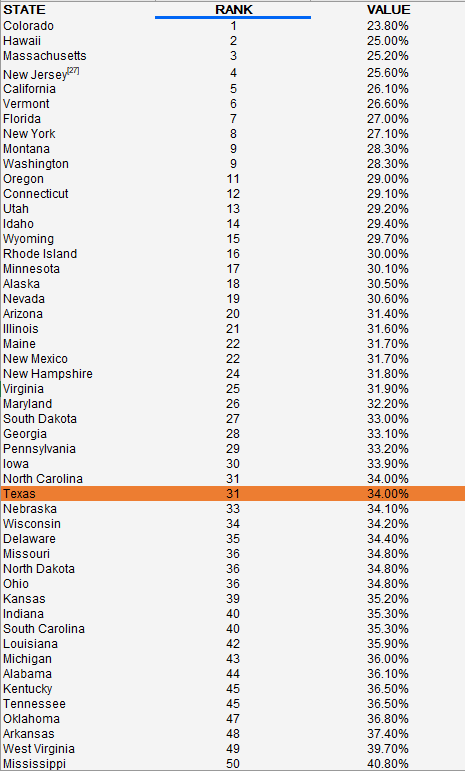 STATE RANK VALUE
Colorado 1 23.80%
Hawaii 2 25.00%
Massachusetts 3 25.20%
New Jersey[27] 4 25.60%
California 5 26.10%
Vermont 6 26.60%
Florida 7 27.00%
New York 8 27.10%
Montana 9 28.30%
Washington 9 28.30%
Oregon 11 29.00%
Connecticut 12 29.10%
Utah 13 29.20%
Idaho 14 29.40%
Wyoming 15 29.70%
Rhode Island 16 30.00%
Minnesota 17 30.10%
Alaska 18 30.50%
Nevada 19 30.60%
Arizona 20 31.40%
Illinois 21 31.60%
Maine 22 31.70%
New Mexico 22 31.70%
New Hampshire 24 31.80%
Virginia 25 31.90%
Maryland 26 32.20%
South Dakota 27 33.00%
Georgia 28 33.10%
Pennsylvania 29 33.20%
Iowa 30 33.90%
North Carolina 31 34.00%
Texas 31 34.00%
Nebraska 33 34.10%
Wisconsin 34 34.20%
Delaware 35 34.40%
Missouri 36 34.80%
North Dakota 36 34.80%
Ohio 36 34.80%
Kansas 39 35.20%
Indiana 40 35.30%
South Carolina 40 35.30%
Louisiana 42 35.90%
Michigan 43 36.00%
Alabama 44 36.10%
Kentucky 45 36.50%
Tennessee 45 36.50%
Oklahoma 47 36.80%
Arkansas 48 37.40%
West Virginia 49 39.70%
Mississippi 50 40.80%